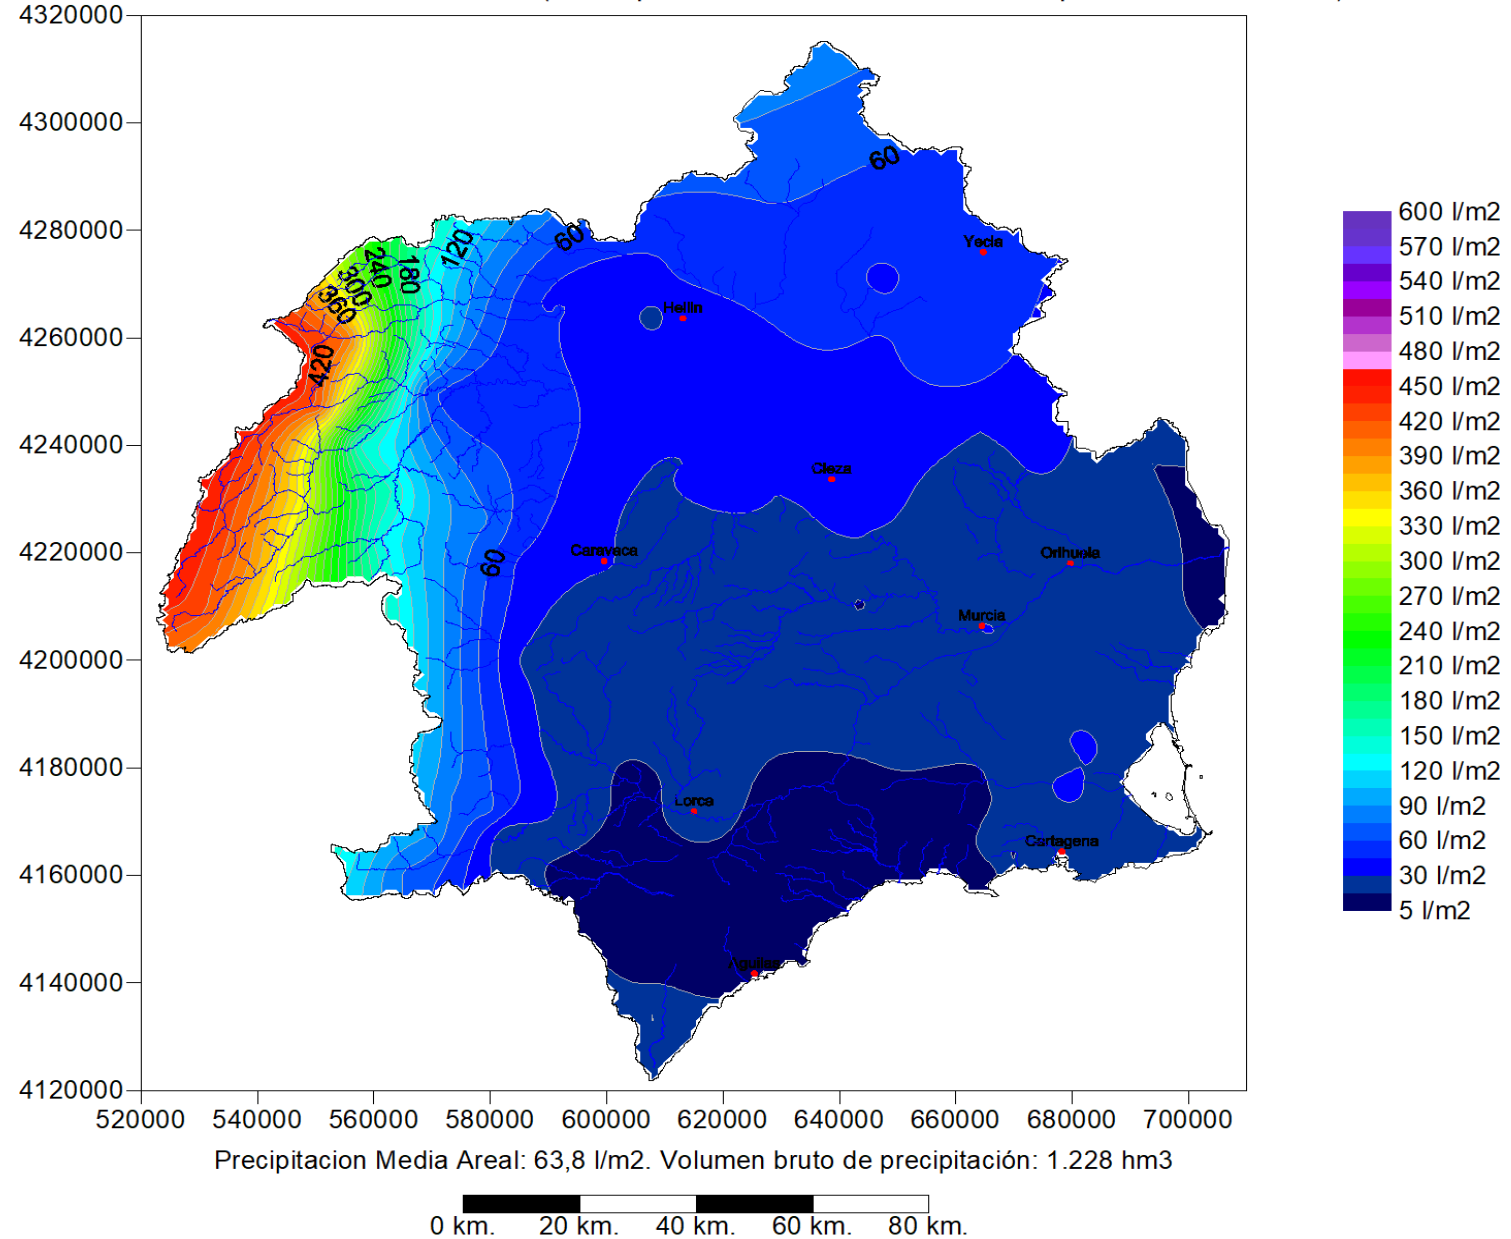 4320000
4300000
4280000
4260000
4240000
4220000
4200000
4180000
4160000
4140000
4120000
520000 540000 560000 580000 600000 620000 640000 660000 680000 700000
60
60
120
180
240
300
360
420
60
Yecla
Hellin
Cieza
Caravaca
Orihuela
Murcia
Lorca
Cartagena
Aguilas
600 l/m2
570 l/m2
540 l/m2
510 l/m2
480 l/m2
450 l/m2
420 l/m2
390 l/m2
360 l/m2
330 l/m2
300 l/m2
270 l/m2
240 l/m2
210 l/m2
180 l/m2
150 l/m2
120 l/m2
90 l/m2
60 l/m2
30 l/m2
5 l/m2
Precipitacion Media Areal: 63,8 l/m2. Volumen bruto de precipitación: 1.228 hm3
0 km. 20 km. 40 km. 60 km. 80 km.